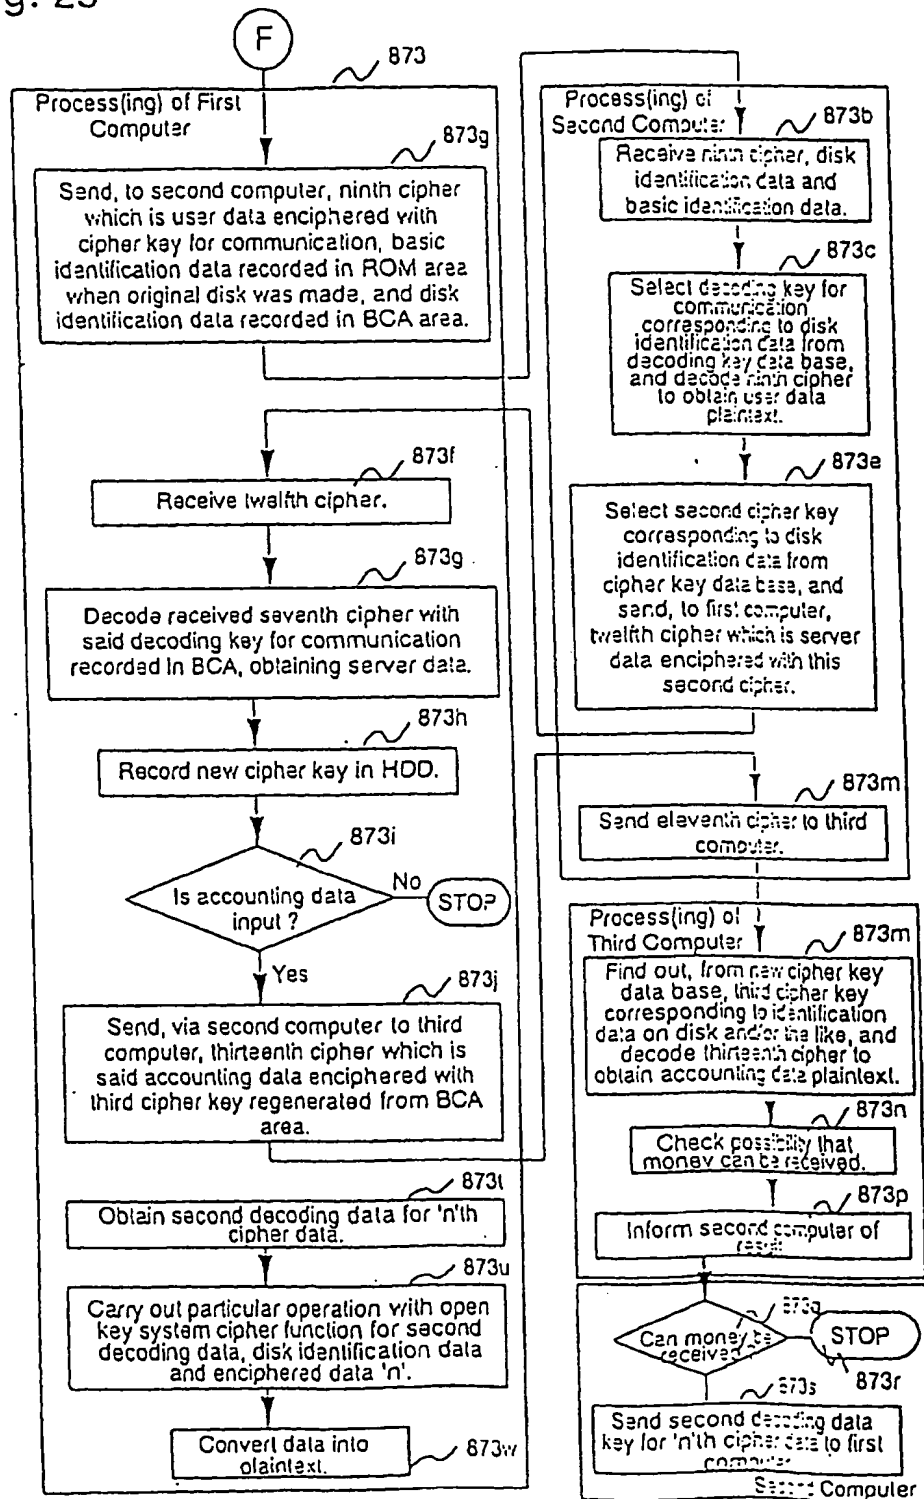 g. 25
F
873
Process(ing) of First
Computer
873g
Send, to second computer, ninth cipher
which is user data enciphered with
cipher key for communication, basic
identification data recorded in ROM area
when original disk was made, and disk
identification data recorded in BCA area.
873f
Receive twelfth cipher.
873g
Decode received seventh cipher with
said decoding key for communication
recorded in BCA, obtaining server data.
873h
Record new cipher key in HDD.
873i
Is accounting data
input ?
No
STOP
Yes
873j
Send, via second computer to third
computer, thirteenth cipher which is
said accounting data enciphered with
third cipher key regenerated from BCA
area.
873t
Obtain second decoding data for 'n'th
cipher data.
873u
Carry out particular operation with open
key system cipher function for second
decoding data, disk identification data
and enciphered data 'n'.
Convert data into
plaintext.
873w
Process(ing) of
Second Computer
873b
Receive ninth cipher, disk
identification data and
basic identification data.
873c
Select decoding key for
communication
corresponding to disk
identification data from
decoding key data base,
and decode ninth cipher
to obtain user data
plaintext.
873e
Select second cipher key
corresponding to disk
identification data from
cipher key data base, and
send, to first computer,
twelfth cipher which is server
data enciphered with this
second cipher.
873m
Send eleventh cipher to third
computer.
Process(ing) of
Third Computer
873m
Find out, from new cipher key
data base, third cipher key
corresponding to identification
data on disk and/or the like, and
decode thirteenth cipher to
obtain accounting data plaintext.
873n
Check possibility that
money can be received.
873p
Inform second computer of
result
873q
Can money be
received
STOP
873r
873s
Send second decoding data
key for 'n'th cipher data to first
computer
Second Computer